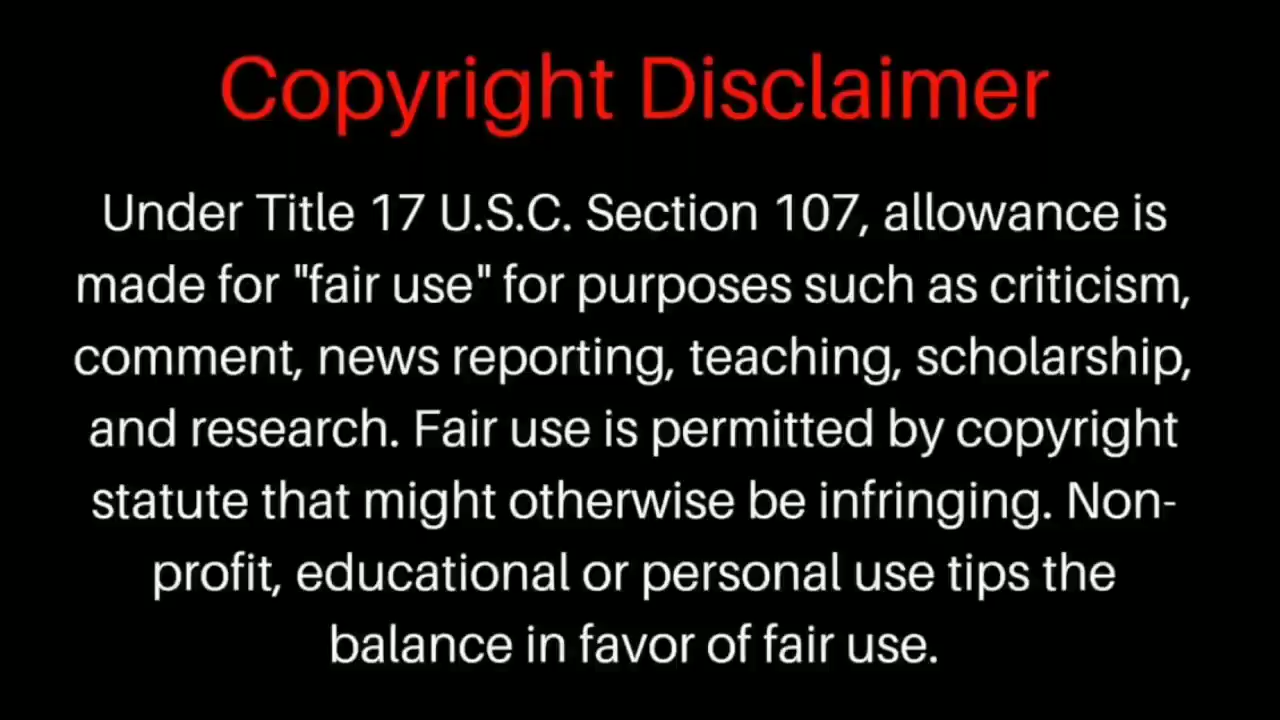 Copyright Disclaimer
Under Title 17 U.S.C. Section 107, allowance is
made for "fair use" for purposes such as criticism,
comment, news reporting, teaching, scholarship,
and research. Fair use is permitted by copyright
statute that might otherwise be infringing. Non-
profit, educational or personal use tips the
balance in favor of fair use.